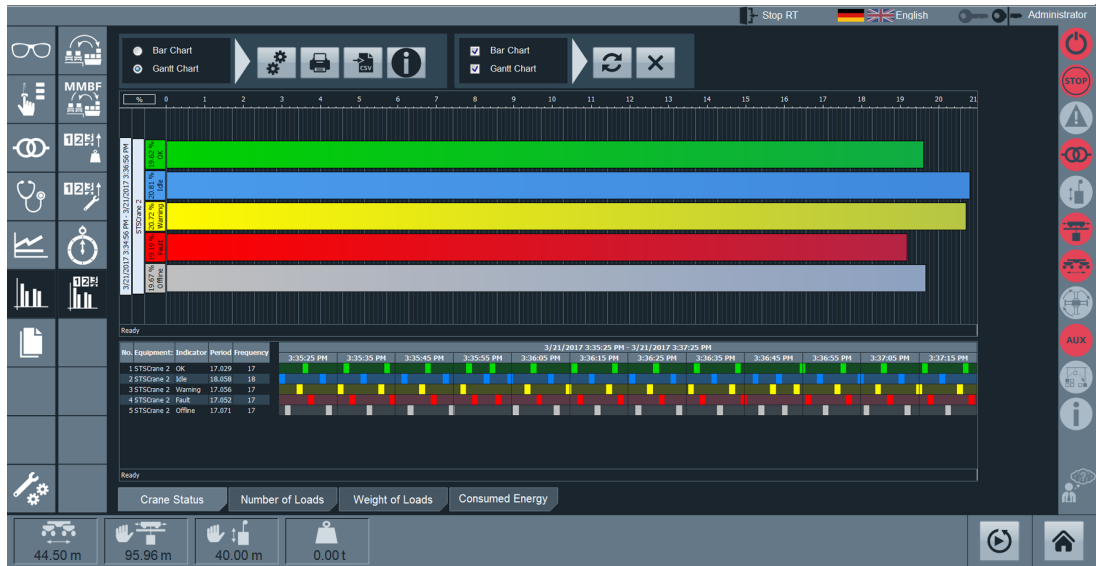 Stop RT English Administrator
Bar Chart
Gantt Chart
CSV
Bar Chart
Gantt Chart
MMBF
123
123
123
STOP
AUX
% 0 1 2 3 4 5 6 7 8 9 10 11 12 13 14 15 16 17 18 19 20 21
3/21/2017 3:34:56 PM - 3/21/2017 3:36:56 PM
STSCrane 2
19.62 % OK
20.81 % Idle
20.72 % Warning
19.19 % Fault
19.67 % Offline
Ready
3/21/2017 3:35:25 PM - 3/21/2017 3:37:25 PM
No. Equipment: Indicator Period Frequency 3:35:25 PM 3:35:35 PM 3:35:45 PM 3:35:55 PM 3:36:05 PM 3:36:15 PM 3:36:25 PM 3:36:35 PM 3:36:45 PM 3:36:55 PM 3:37:05 PM 3:37:15 PM
1 STSCrane 2 OK 17.029 17
2 STSCrane 2 Idle 18.058 18
3 STSCrane 2 Warning 17.056 17
4 STSCrane 2 Fault 17.052 17
5 STSCrane 2 Offline 17.071 17
Ready
Crane Status Number of Loads Weight of Loads Consumed Energy
44.50 m 95.96 m 40.00 m 0.00 t